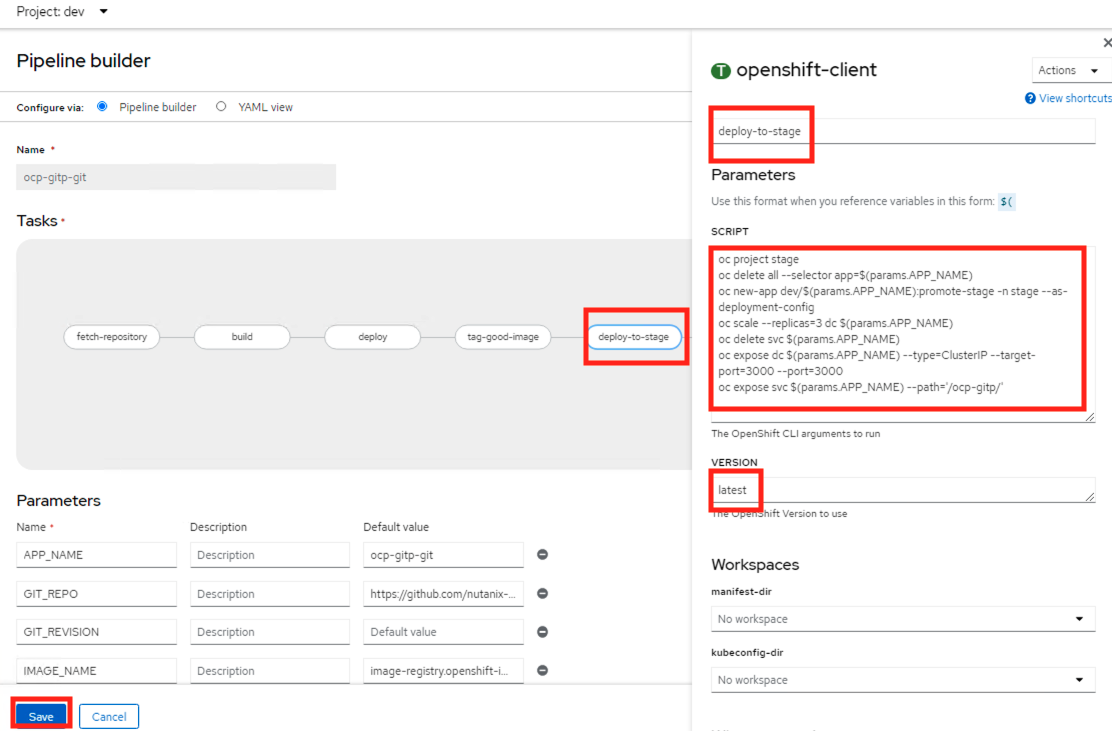 Project: dev
Pipeline builder
Configure via:
Pipeline builder
YAML view
Name *
ocp-gitp-git
Tasks *
fetch-repository
build
deploy
tag-good-image
deploy-to-stage
Parameters
Name *
Description
Default value
APP_NAME
Description
ocp-gitp-git
GIT_REPO
Description
https://github.com/nutanix-...
GIT_REVISION
Description
Default value
IMAGE_NAME
Description
image-registry.openshift-i...
Save
Cancel
T openshift-client
Actions
View shortcuts
deploy-to-stage
Parameters
Use this format when you reference variables in this form: $(
SCRIPT
oc project stage
oc delete all --selector app=$(params.APP_NAME)
oc new-app dev/$(params.APP_NAME):promote-stage -n stage --as-
deployment-config
oc scale --replicas=3 dc $(params.APP_NAME)
oc delete svc $(params.APP_NAME)
oc expose dc $(params.APP_NAME) --type=ClusterIP --target-
port=3000 --port=3000
oc expose svc $(params.APP_NAME) --path='/ocp-gitp/'
The OpenShift CLI arguments to run
VERSION
latest
The OpenShift Version to use
Workspaces
manifest-dir
No workspace
kubeconfig-dir
No workspace